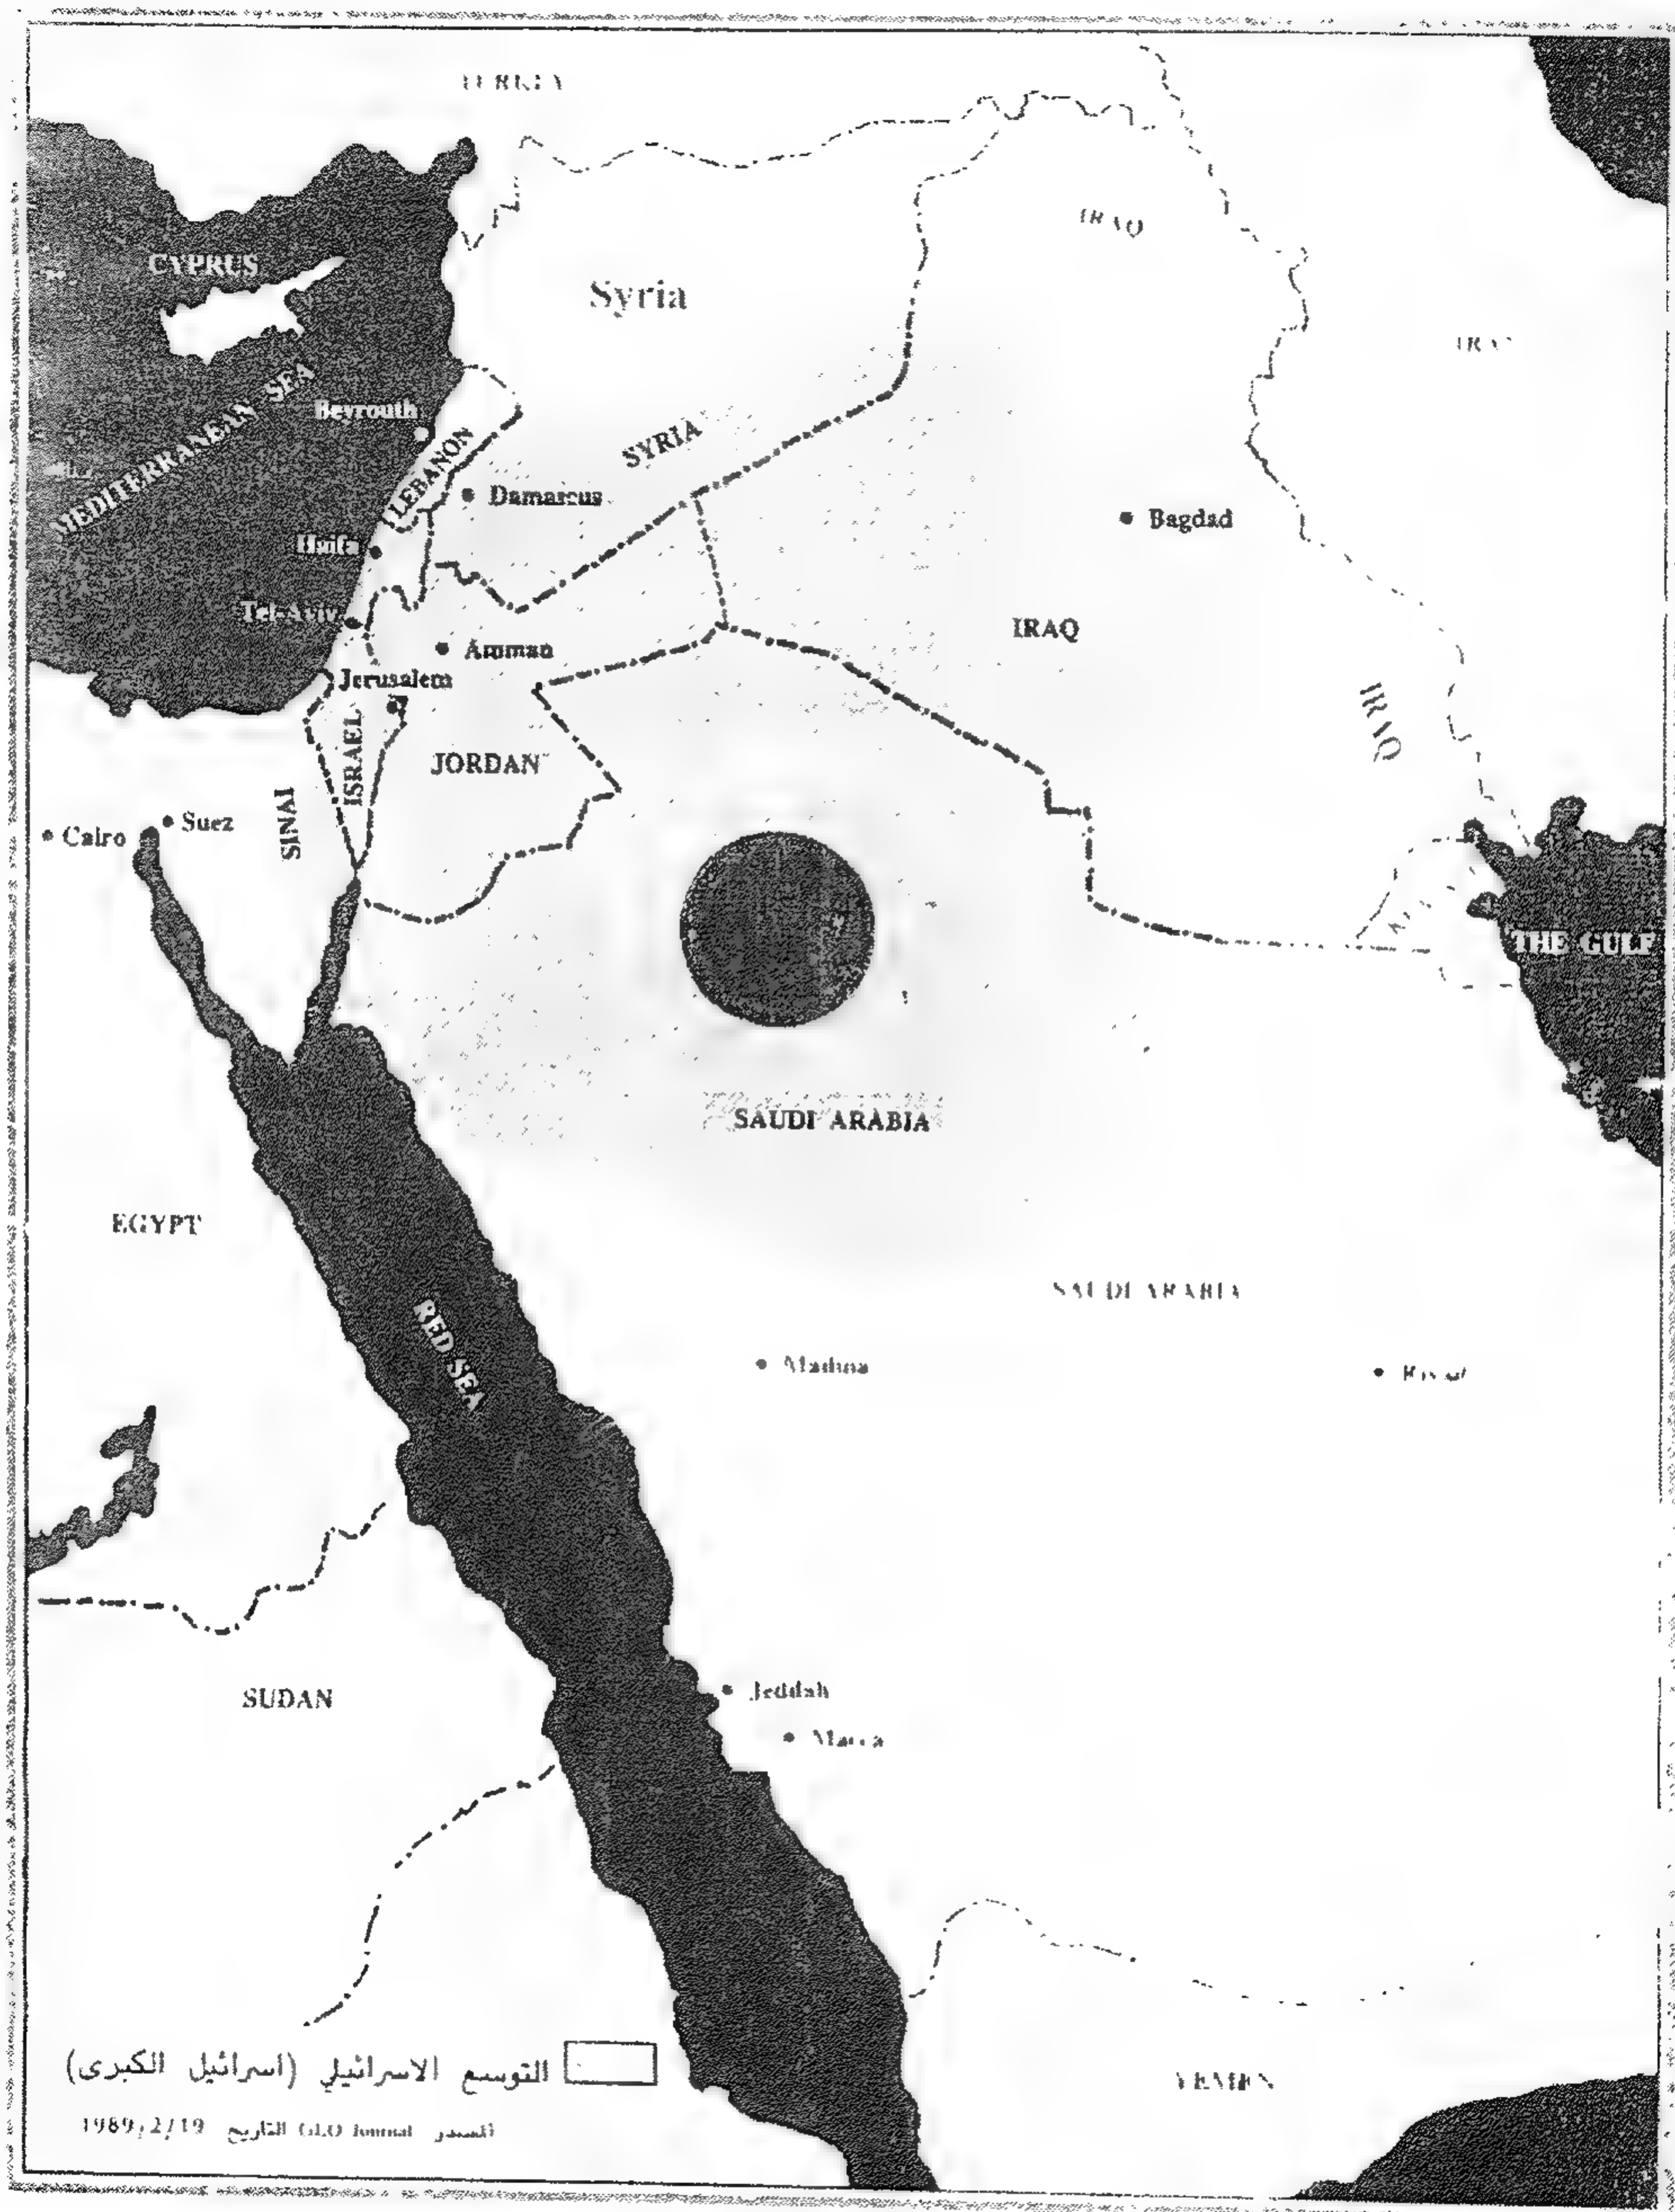 CYPRUS
IRAQ
Syria
MEDITERRANEAN SEA
Beyrouth
LEBANON
SYRIA
Damascus
Bagdad
Haifa
Tel-Aviv
IRAQ
Amman
Jerusalem
IRAQ
ISRAEL
JORDAN
SINAI
Suez
Cairo
THE GULF
SAUDI ARABIA
EGYPT
SAUDI ARABIA
RED SEA
Madina
SUDAN
Jeddah
Macca
التوسع الاسرائيلي (اسرائيل الكبرى)
YEMEN
المصدر Journal التاريخ 1989/2/19